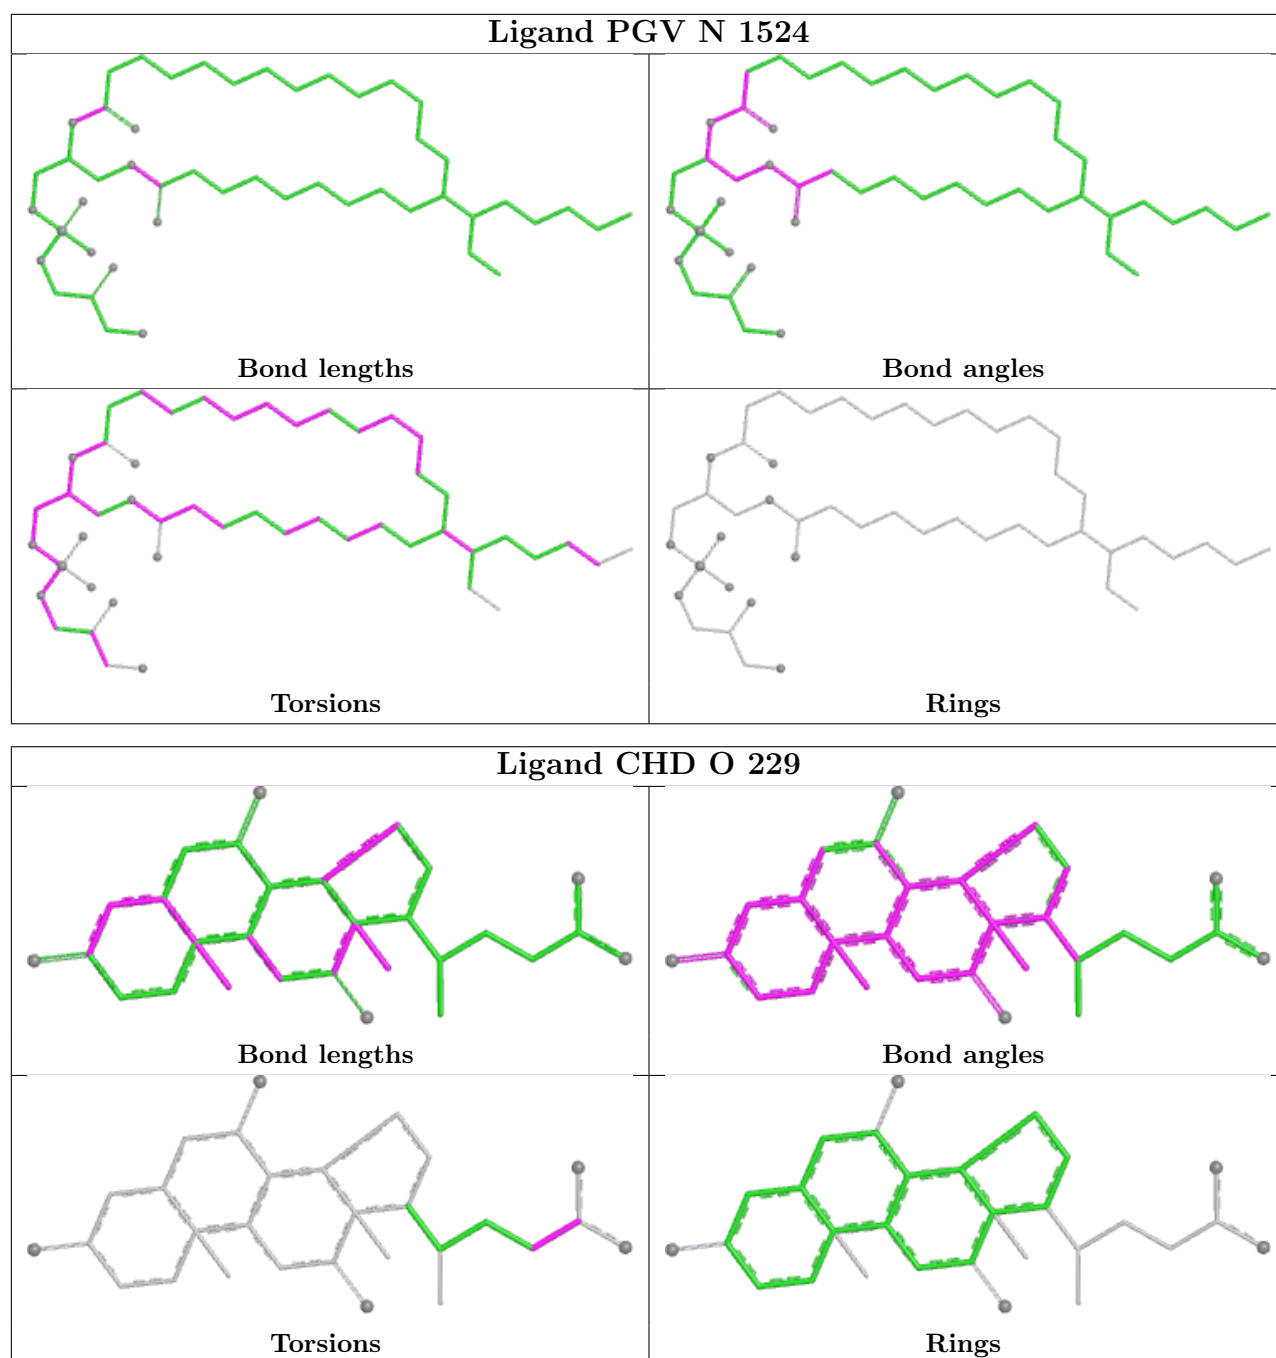 Ligand PGV N 1524
Bond lengths
Bond angles
Torsions
Rings
Ligand CHD O 229
Bond lengths
Bond angles
Torsions
Rings